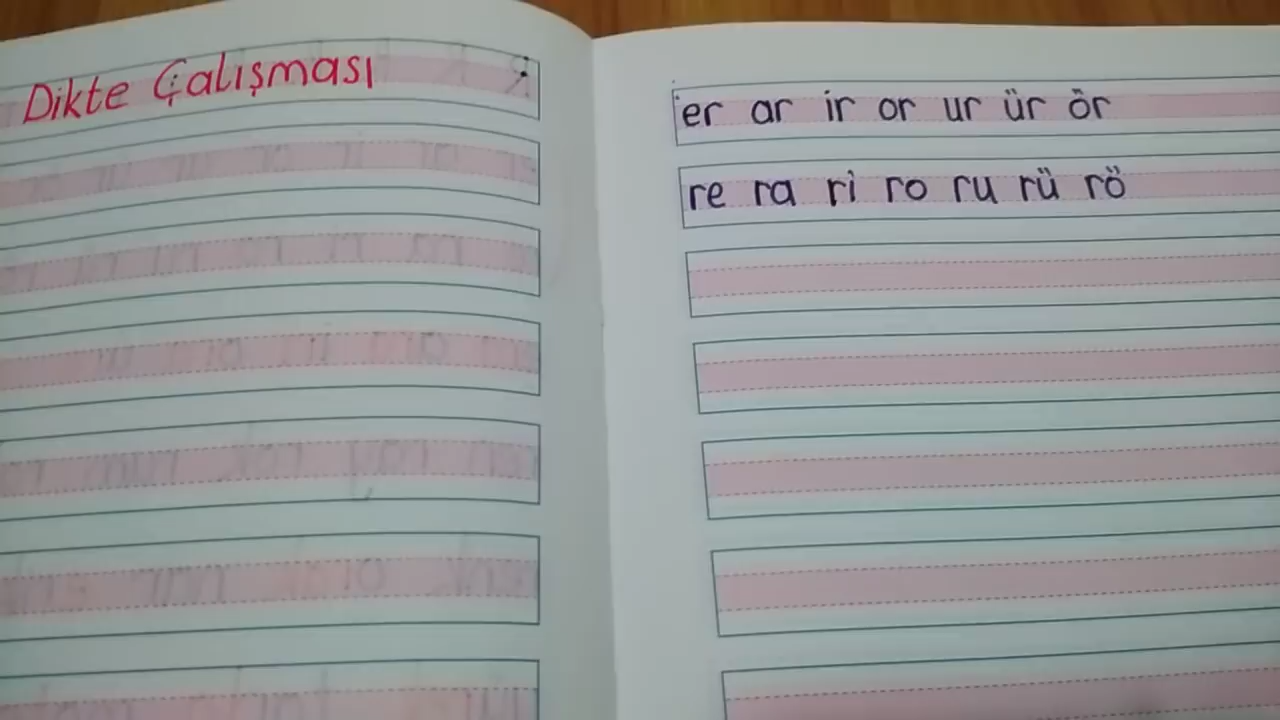 Dikte Çalışması
er ar ir or ur ür ör
re ra ri ro ru rü rö